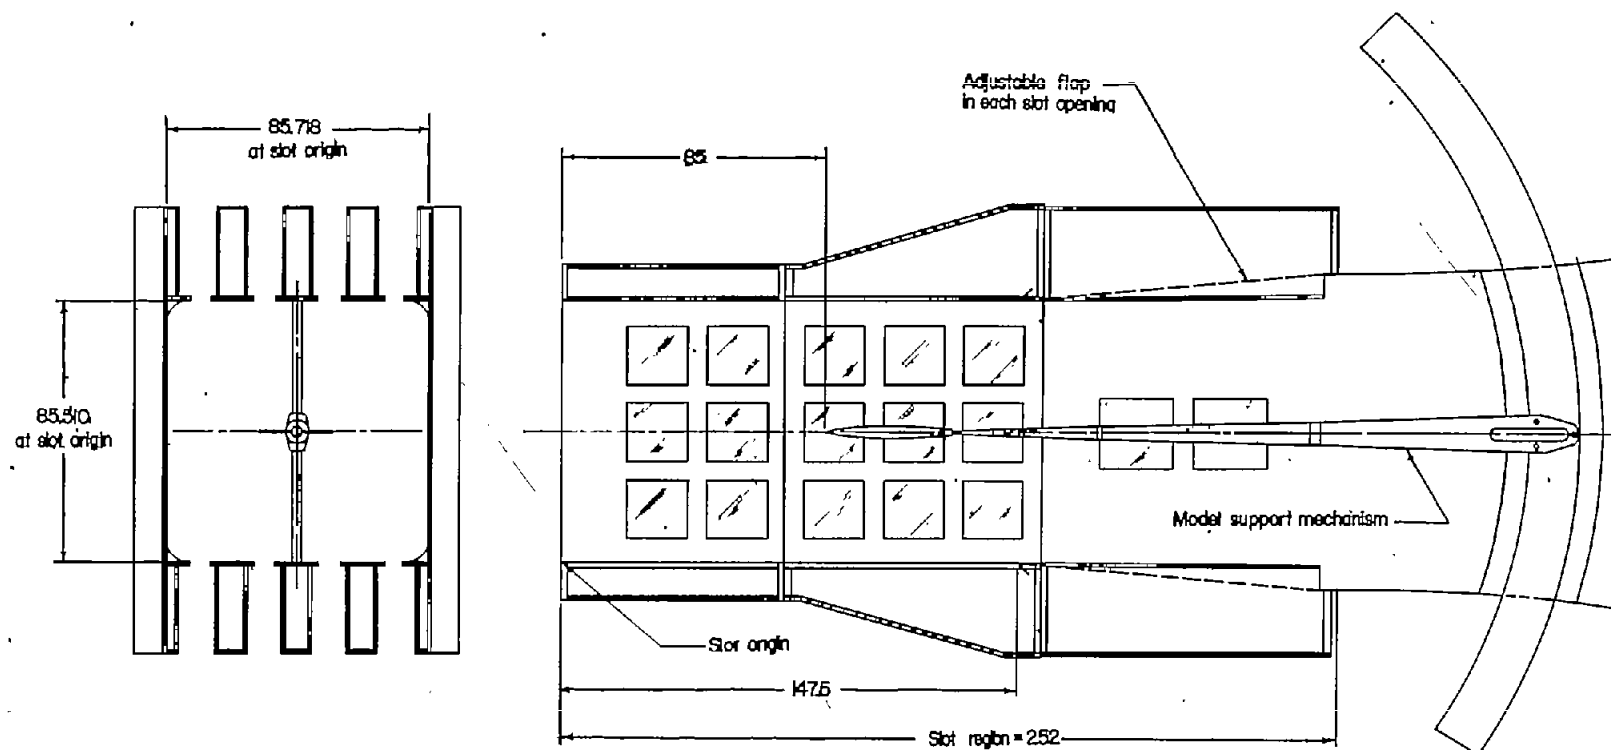 85.718
at slot origin
85.510
at slot origin
85
Adjustable flap
in each slot opening
Model support mechanism
Slot origin
147.5
Slot region = 252